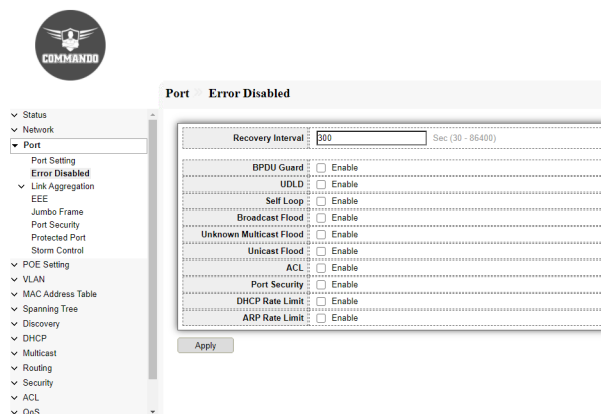 COMMANDO
Port Error Disabled
Status
Network
Port
Port Setting
Error Disabled
Link Aggregation
EEE
Jumbo Frame
Port Security
Protected Port
Storm Control
POE Setting
VLAN
MAC Address Table
Spanning Tree
Discovery
DHCP
Multicast
Routing
Security
ACL
QoS
Recovery Interval 300 Sec (30 - 86400)
BPDU Guard Enable
UDLD Enable
Self Loop Enable
Broadcast Flood Enable
Unknown Multicast Flood Enable
Unicast Flood Enable
ACL Enable
Port Security Enable
DHCP Rate Limit Enable
ARP Rate Limit Enable
Apply